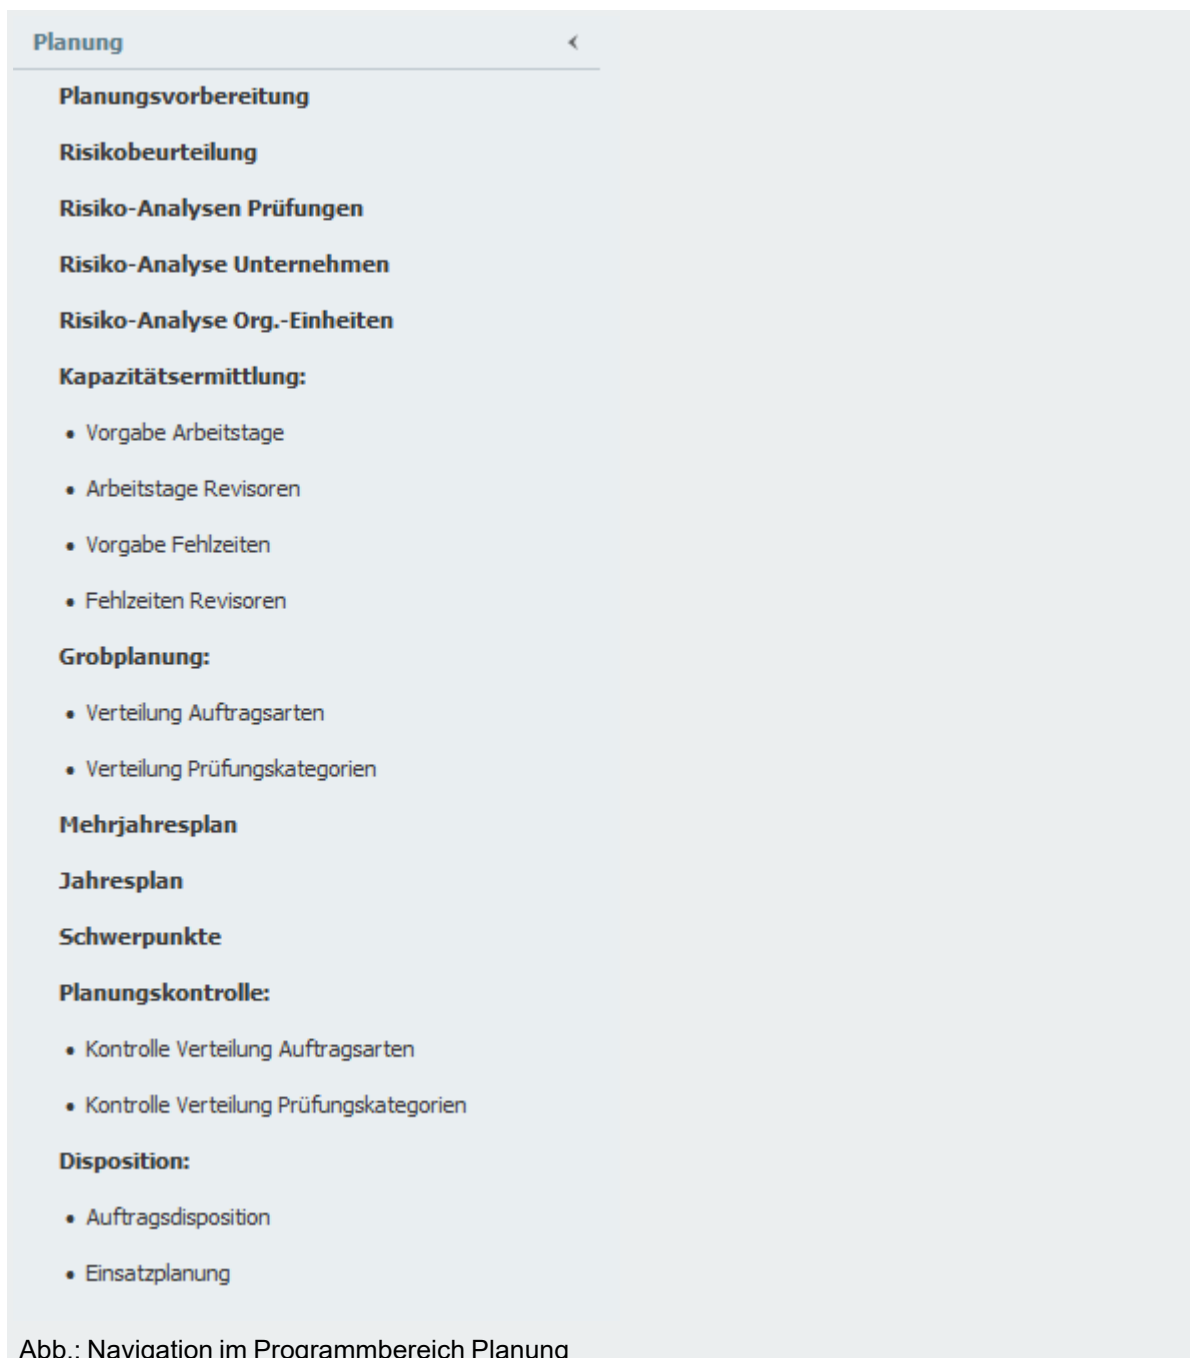 Planung
Planungsvorbereitung
Risikobeurteilung
Risiko-Analysen Prüfungen
Risiko-Analyse Unternehmen
Risiko-Analyse Org.-Einheiten
Kapazitätsermittlung:
• Vorgabe Arbeitstage
• Arbeitstage Revisoren
• Vorgabe Fehlzeiten
• Fehlzeiten Revisoren
Grobplanung:
• Verteilung Auftragsarten
• Verteilung Prüfungskategorien
Mehrjahresplan
Jahresplan
Schwerpunkte
Planungskontrolle:
• Kontrolle Verteilung Auftragsarten
• Kontrolle Verteilung Prüfungskategorien
Disposition:
• Auftragsdisposition
• Einsatzplanung
Abb.: Navigation im Programmbereich Planung